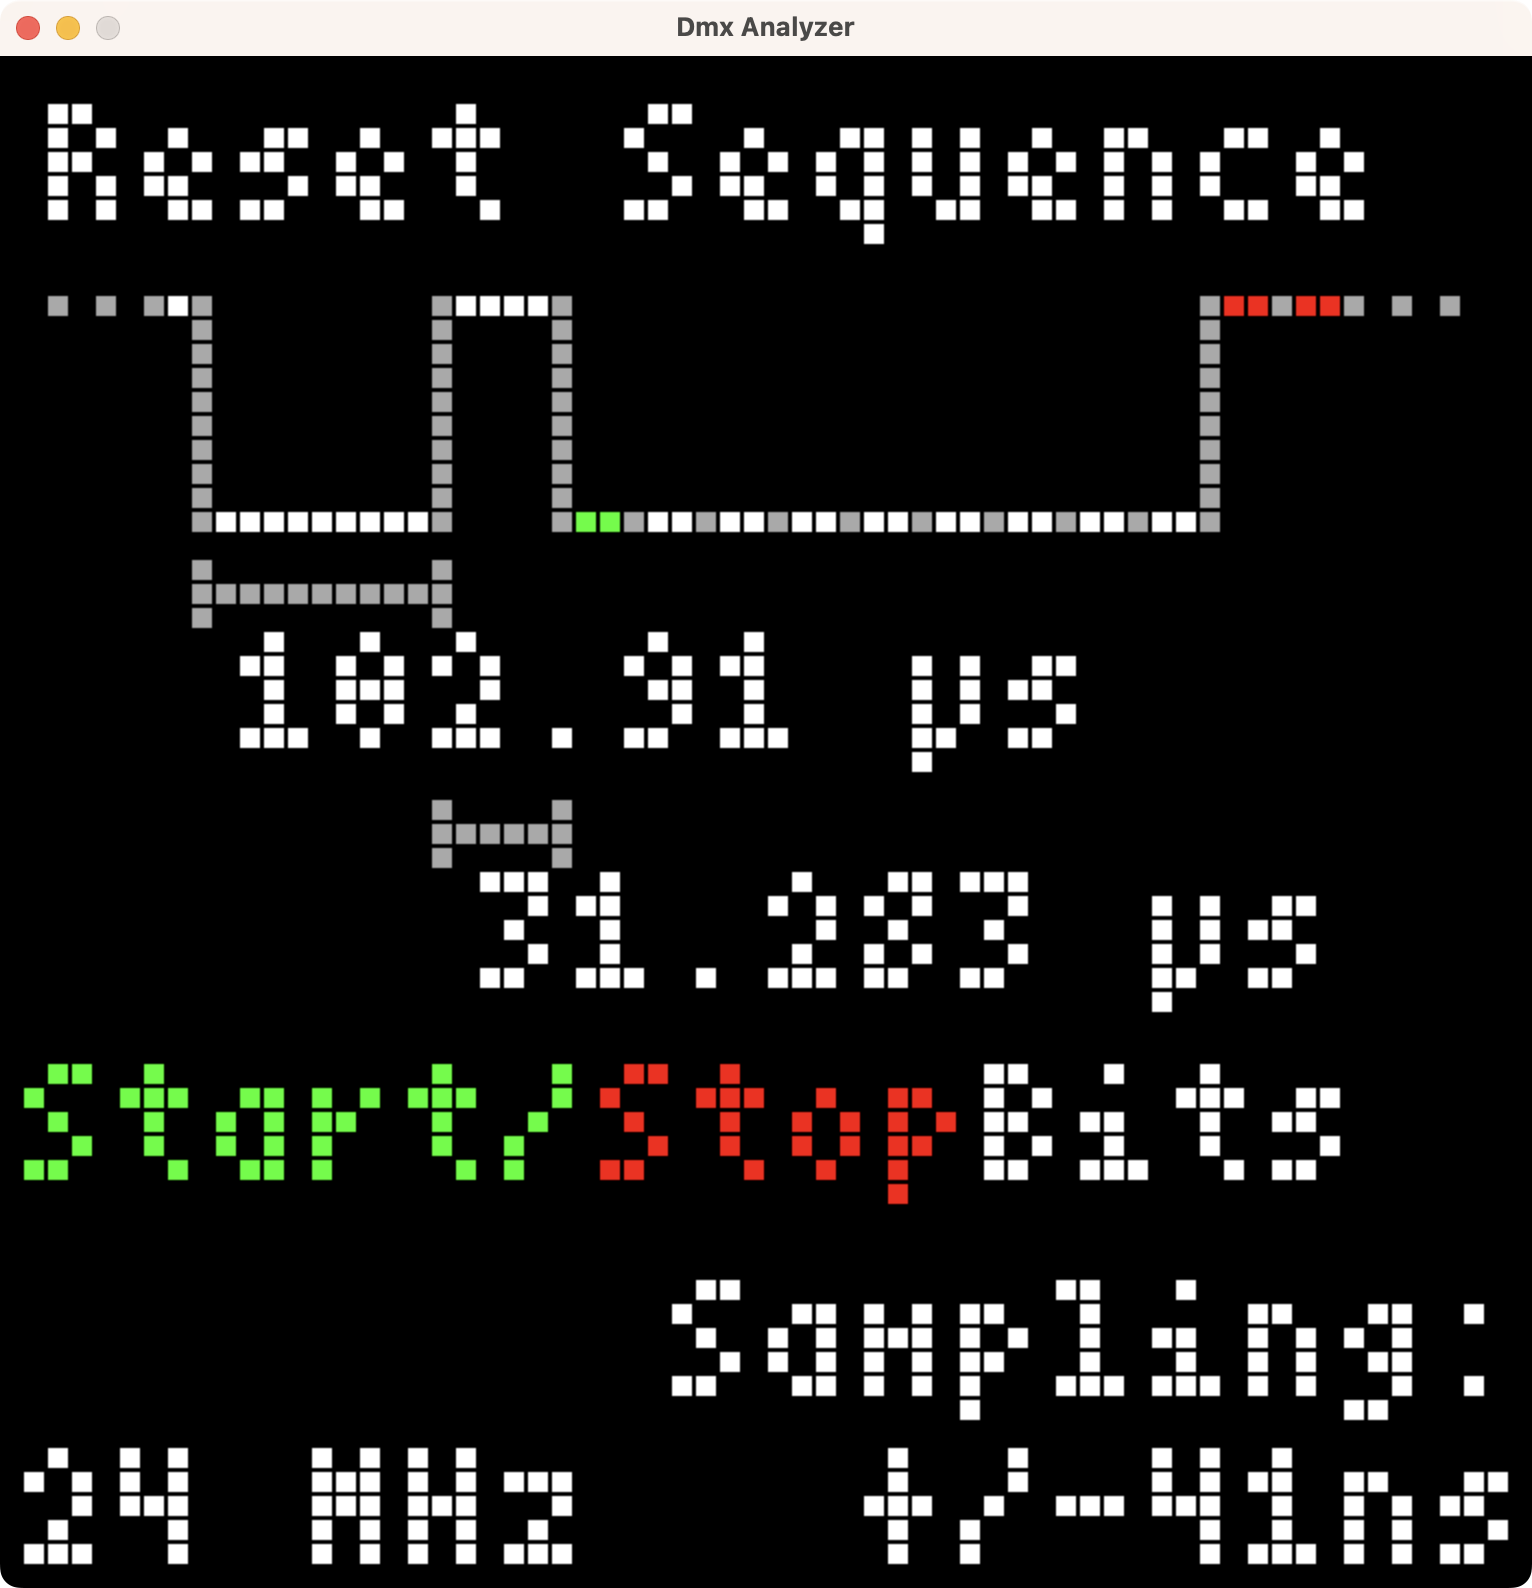 Dmx Analyzer
Reset Sequence
102.91 µs
31.283 µs
Start/StopBits
Sampling:
24 MHz +/-41ns